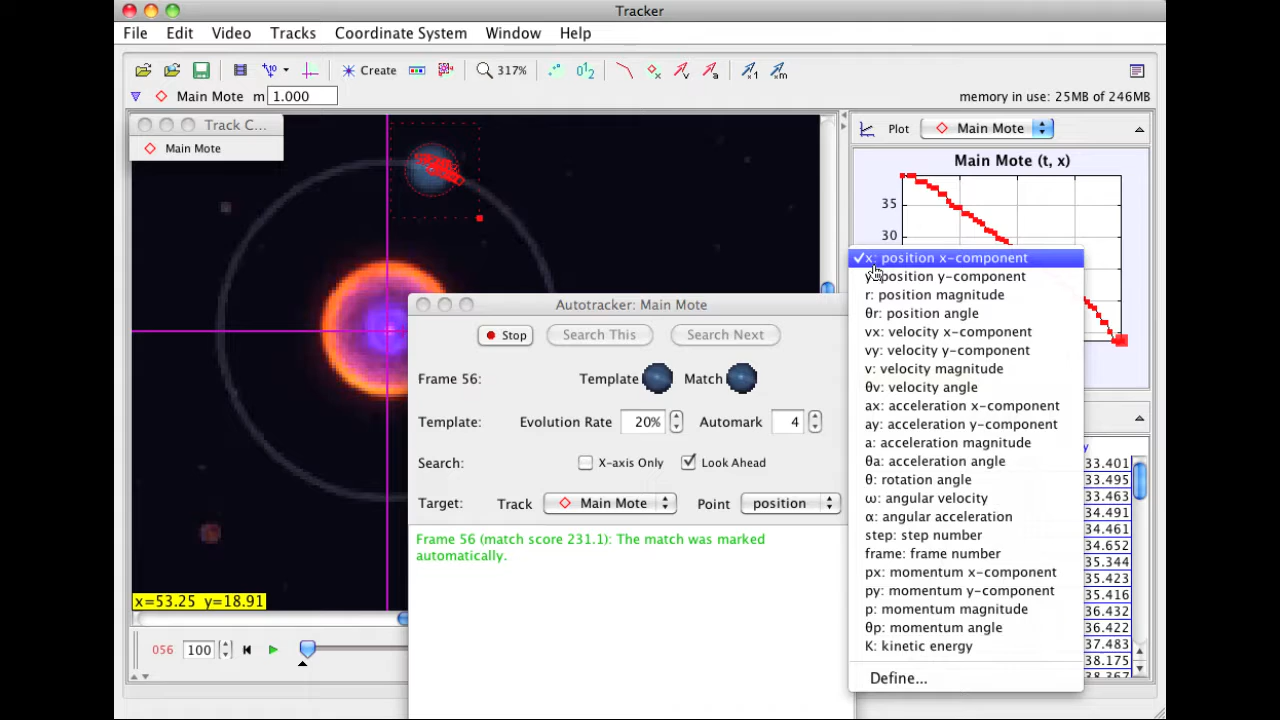 Tracker
File Edit Video Tracks Coordinate System Window Help
Create 317%
Main Mote m 1.000 memory in use: 25MB of 246MB
Track C...
Main Mote
Plot Main Mote
Main Mote (t, x)
35
30
x: position x-component
y: position y-component
r: position magnitude
θr: position angle
vx: velocity x-component
vy: velocity y-component
v: velocity magnitude
θv: velocity angle
ax: acceleration x-component
ay: acceleration y-component
a: acceleration magnitude
θa: acceleration angle
θ: rotation angle
ω: angular velocity
α: angular acceleration
step: step number
frame: frame number
px: momentum x-component
py: momentum y-component
p: momentum magnitude
θp: momentum angle
K: kinetic energy
Define...
Autotracker: Main Mote
Stop Search This Search Next
Frame 56: Template Match
Template: Evolution Rate 20% Automark 4
Search: X-axis Only Look Ahead
Target: Track Main Mote Point position
Frame 56 (match score 231.1): The match was marked
automatically.
33.401
33.495
33.463
34.491
34.461
34.652
35.344
35.423
35.416
36.432
36.422
37.483
38.175
38.367
x=53.25 y=18.91
056 100